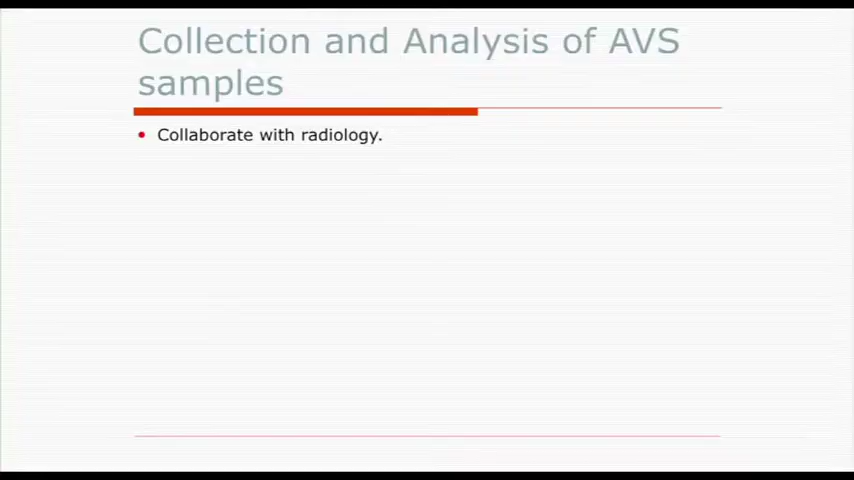 Collection and Analysis of AVS
samples
• Collaborate with radiology.